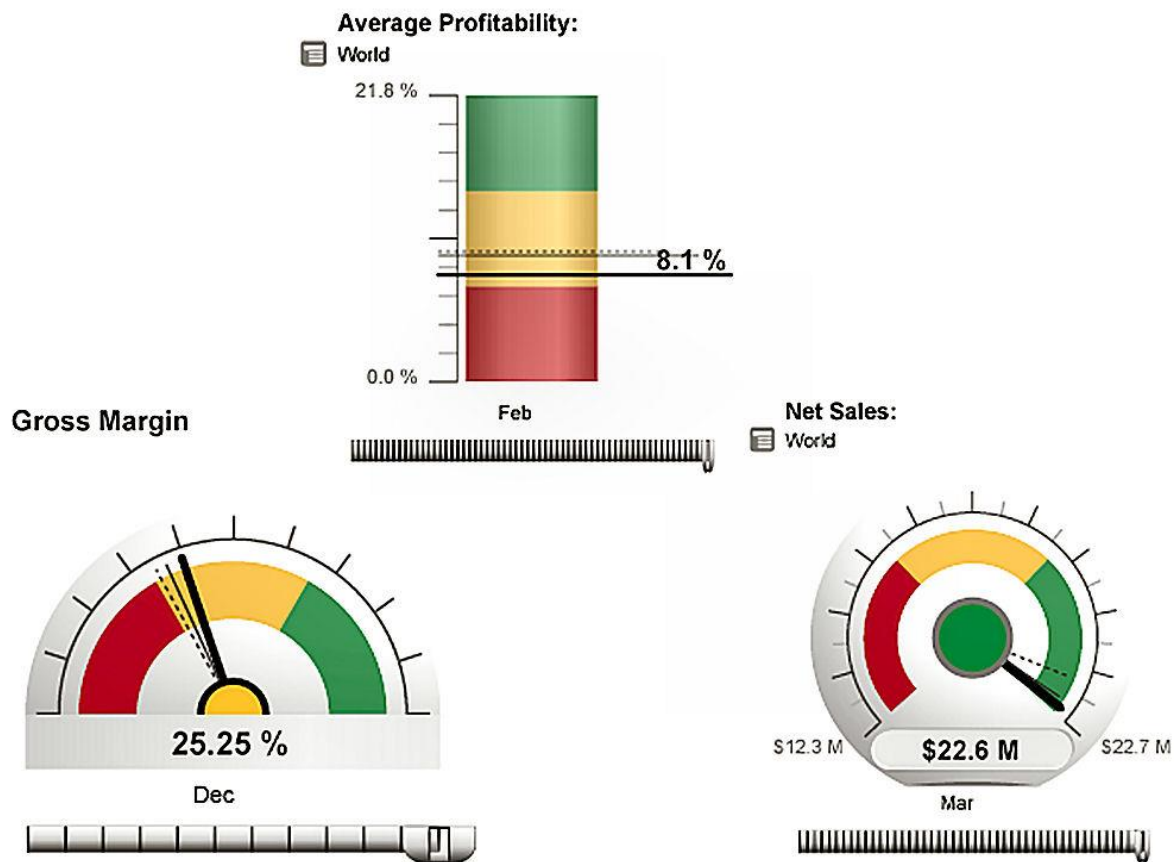 Average Profitability:
World
21.8 %
8.1 %
0.0 %
Feb
Gross Margin
25.25 %
Dec
Net Sales:
World
$12.3 M
$22.6 M
$22.7 M
Mar